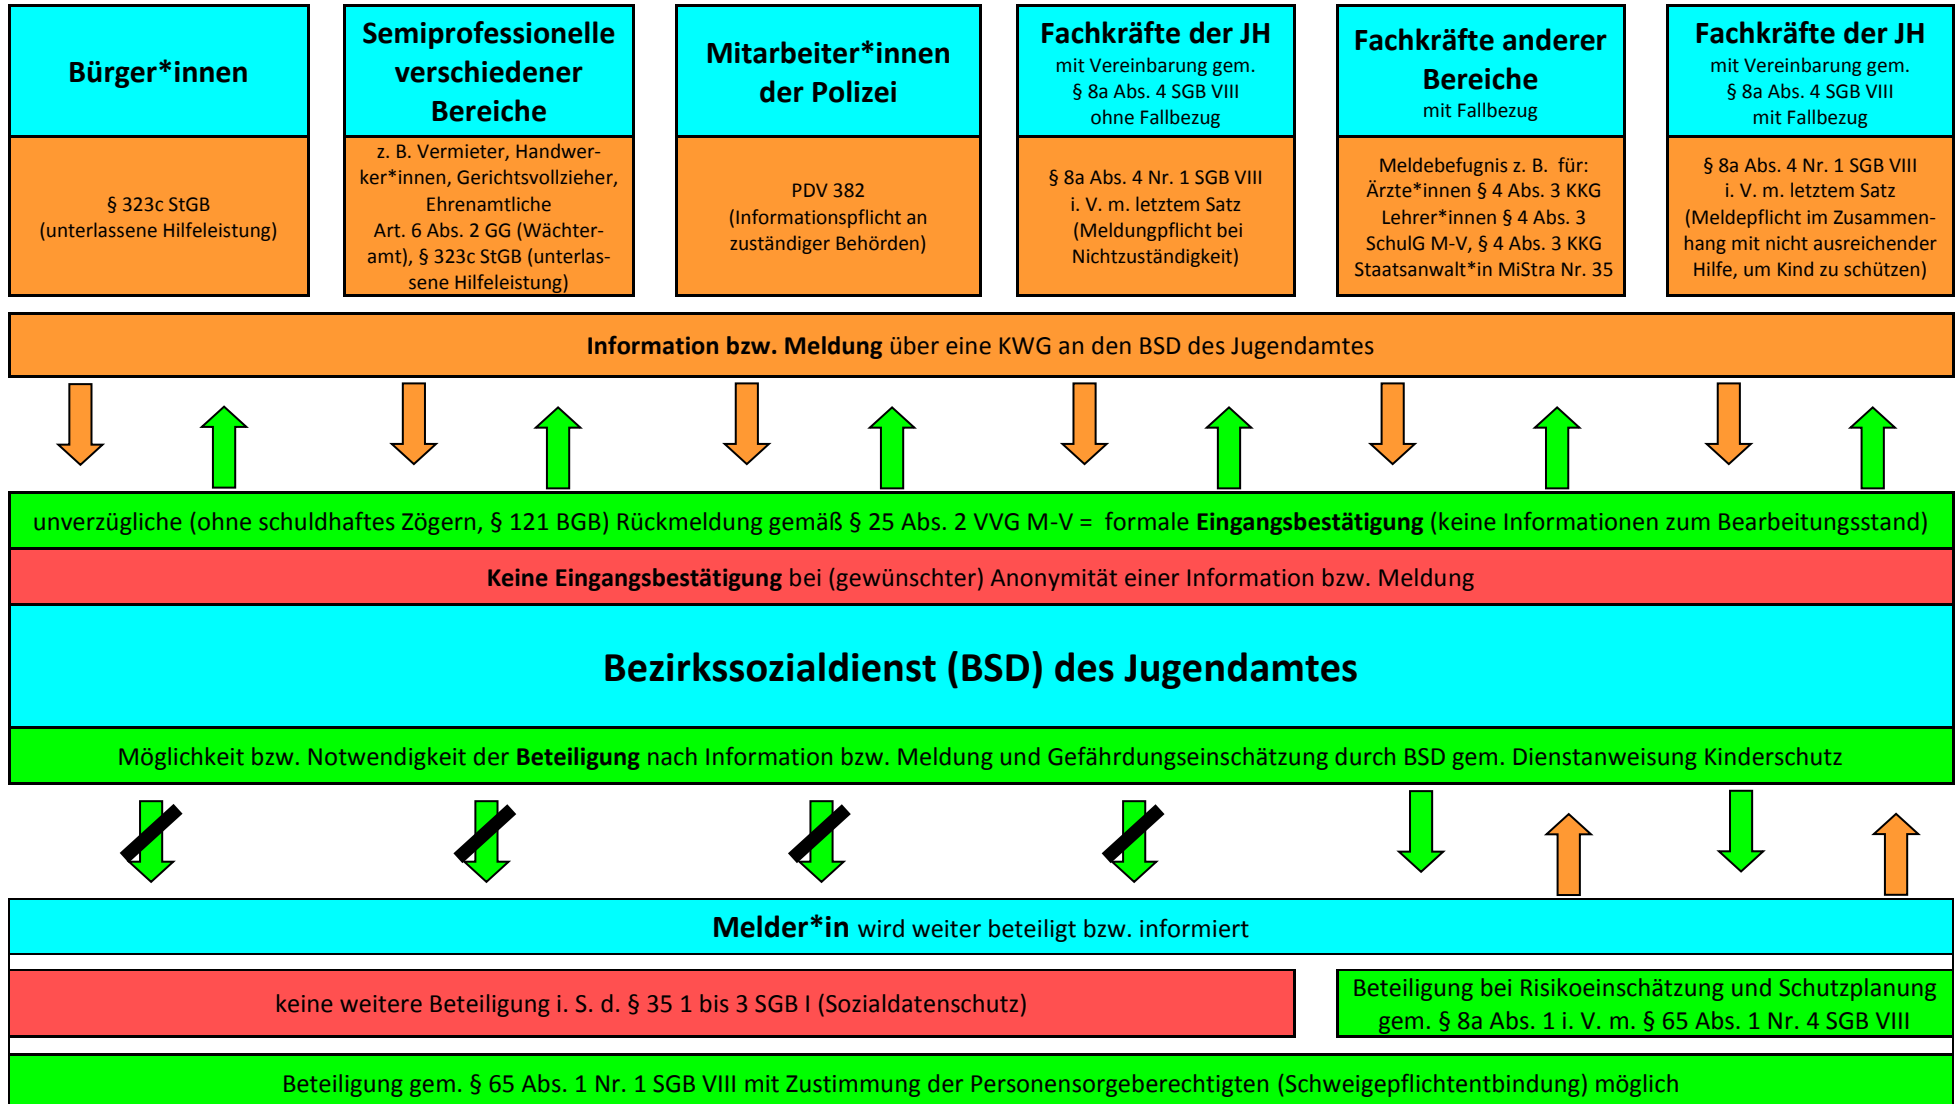 Bürger*innen
§ 323c StGB
(unterlassene Hilfeleistung)
Semiprofessionelle
verschiedener
Bereiche
z. B. Vermieter, Handwer-
ker*innen, Gerichtsvollzieher,
Ehrenamtliche
Art. 6 Abs. 2 GG (Wächter-
amt), § 323c StGB (unterlas-
sene Hilfeleistung)
Mitarbeiter*innen
der Polizei
PDV 382
(Informationspflicht an
zuständiger Behörden)
Fachkräfte der JH
mit Vereinbarung gem.
§ 8a Abs. 4 SGB VIII
ohne Fallbezug
§ 8a Abs. 4 Nr. 1 SGB VIII
i. V. m. letztem Satz
(Meldungpflicht bei
Nichtzuständigkeit)
Fachkräfte anderer
Bereiche
mit Fallbezug
Meldebefugnis z. B. für:
Ärzte*innen § 4 Abs. 3 KKG
Lehrer*innen § 4 Abs. 3
SchulG M-V, § 4 Abs. 3 KKG
Staatsanwalt*in MiStra Nr. 35
Fachkräfte der JH
mit Vereinbarung gem.
§ 8a Abs. 4 SGB VIII
mit Fallbezug
§ 8a Abs. 4 Nr. 1 SGB VIII
i. V. m. letztem Satz
(Meldepflicht im Zusammen-
hang mit nicht ausreichender
Hilfe, um Kind zu schützen)
Information bzw. Meldung über eine KWG an den BSD des Jugendamtes
unverzügliche (ohne schuldhaftes Zögern, § 121 BGB) Rückmeldung gemäß § 25 Abs. 2 VVG M-V = formale Eingangsbestätigung (keine Informationen zum Bearbeitungsstand)
Keine Eingangsbestätigung bei (gewünschter) Anonymität einer Information bzw. Meldung
Bezirkssozialdienst (BSD) des Jugendamtes
Möglichkeit bzw. Notwendigkeit der Beteiligung nach Information bzw. Meldung und Gefährdungseinschätzung durch BSD gem. Dienstanweisung Kinderschutz
Melder*in wird weiter beteiligt bzw. informiert
keine weitere Beteiligung i. S. d. § 35 1 bis 3 SGB I (Sozialdatenschutz)
Beteiligung bei Risikoeinschätzung und Schutzplanung
gem. § 8a Abs. 1 i. V. m. § 65 Abs. 1 Nr. 4 SGB VIII
Beteiligung gem. § 65 Abs. 1 Nr. 1 SGB VIII mit Zustimmung der Personensorgeberechtigten (Schweigepflichtentbindung) möglich